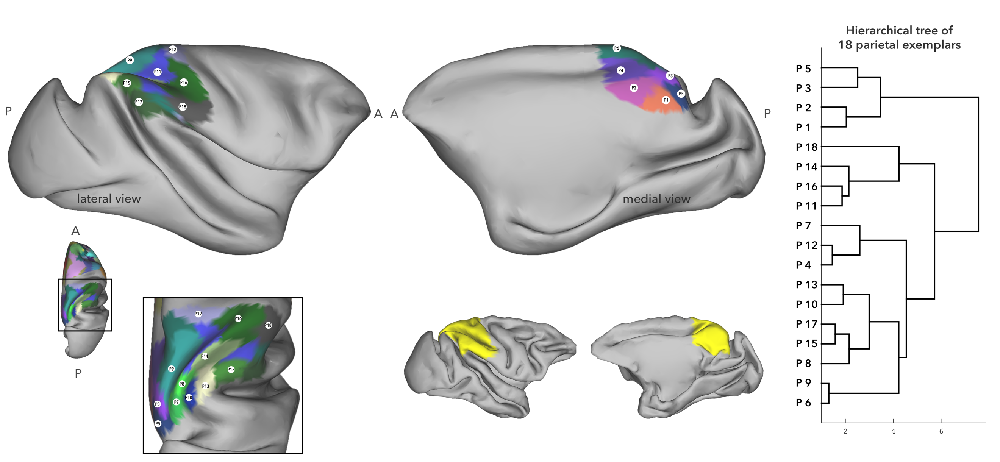 Hierarchical tree of
18 parietal exemplars
P12
P9
P11
P15
P16
P17
P18
P
A
lateral view
P6
P4
P3
P2
P5
P1
A
P
medial view
A
P
P12
P16
P18
P14
P9
P15
P8
P13
P10
P7
P3
P5
P 5
P 3
P 2
P 1
P 18
P 14
P 16
P 11
P 7
P 12
P 4
P 13
P 10
P 17
P 15
P 8
P 9
P 6
2 4 6